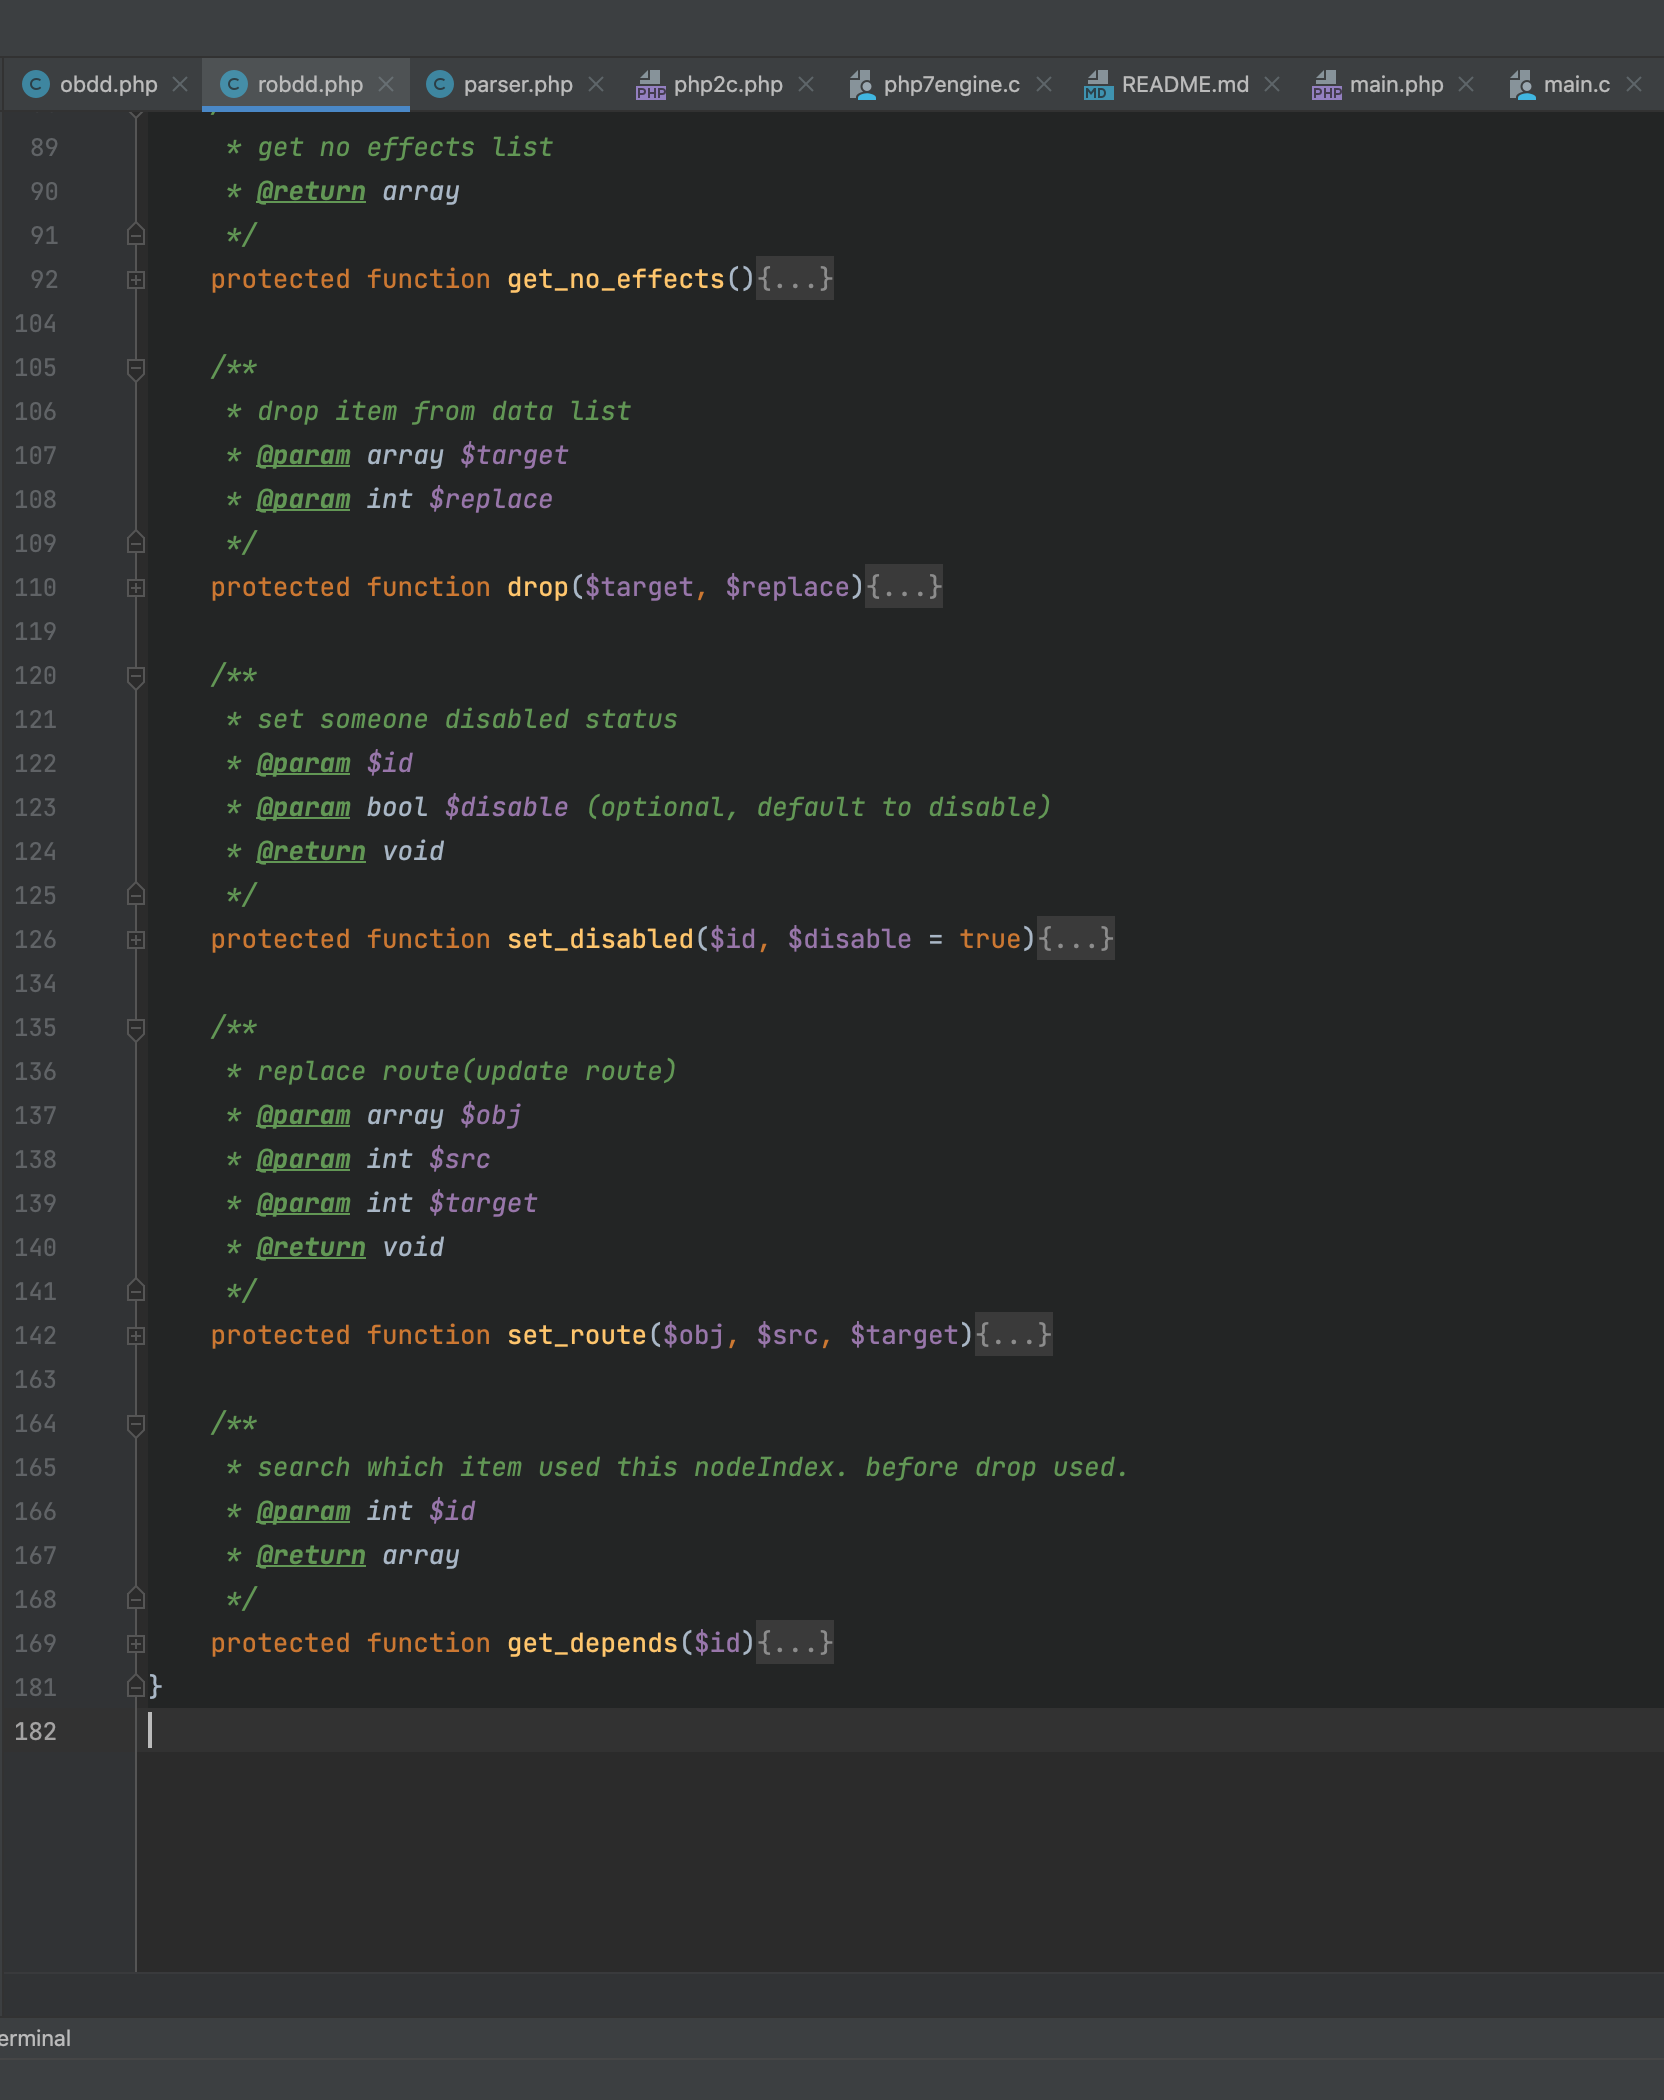 obdd.php robdd.php parser.php php2c.php php7engine.c README.md main.php main.c
89 * get no effects list
90 * @return array
91 */
92 protected function get_no_effects(){...}
104
105 /**
106 * drop item from data list
107 * @param array $target
108 * @param int $replace
109 */
110 protected function drop($target, $replace){...}
119
120 /**
121 * set someone disabled status
122 * @param $id
123 * @param bool $disable (optional, default to disable)
124 * @return void
125 */
126 protected function set_disabled($id, $disable = true){...}
134
135 /**
136 * replace route(update route)
137 * @param array $obj
138 * @param int $src
139 * @param int $target
140 * @return void
141 */
142 protected function set_route($obj, $src, $target){...}
163
164 /**
165 * search which item used this nodeIndex. before drop used.
166 * @param int $id
167 * @return array
168 */
169 protected function get_depends($id){...}
181 }
182
erminal